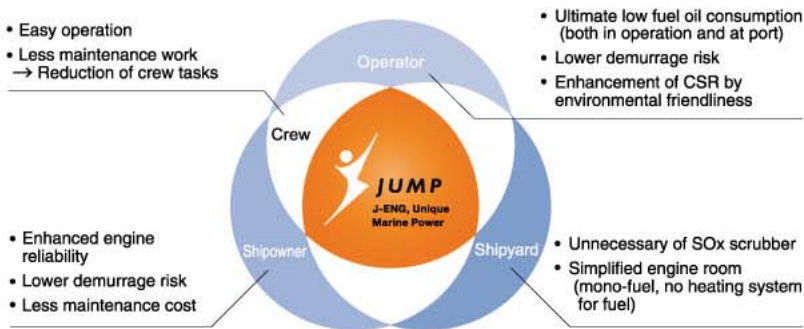 • Easy operation
• Less maintenance work
→ Reduction of crew tasks
• Ultimate low fuel oil consumption
(both in operation and at port)
• Lower demurrage risk
• Enhancement of CSR by
environmental friendliness
Operator
Crew
JUMP
J-ENG, Unique
Marine Power
Shipowner
Shipyard
• Enhanced engine
reliability
• Lower demurrage risk
• Less maintenance cost
• Unnecessary of SOx scrubber
• Simplified engine room
(mono-fuel, no heating system
for fuel)